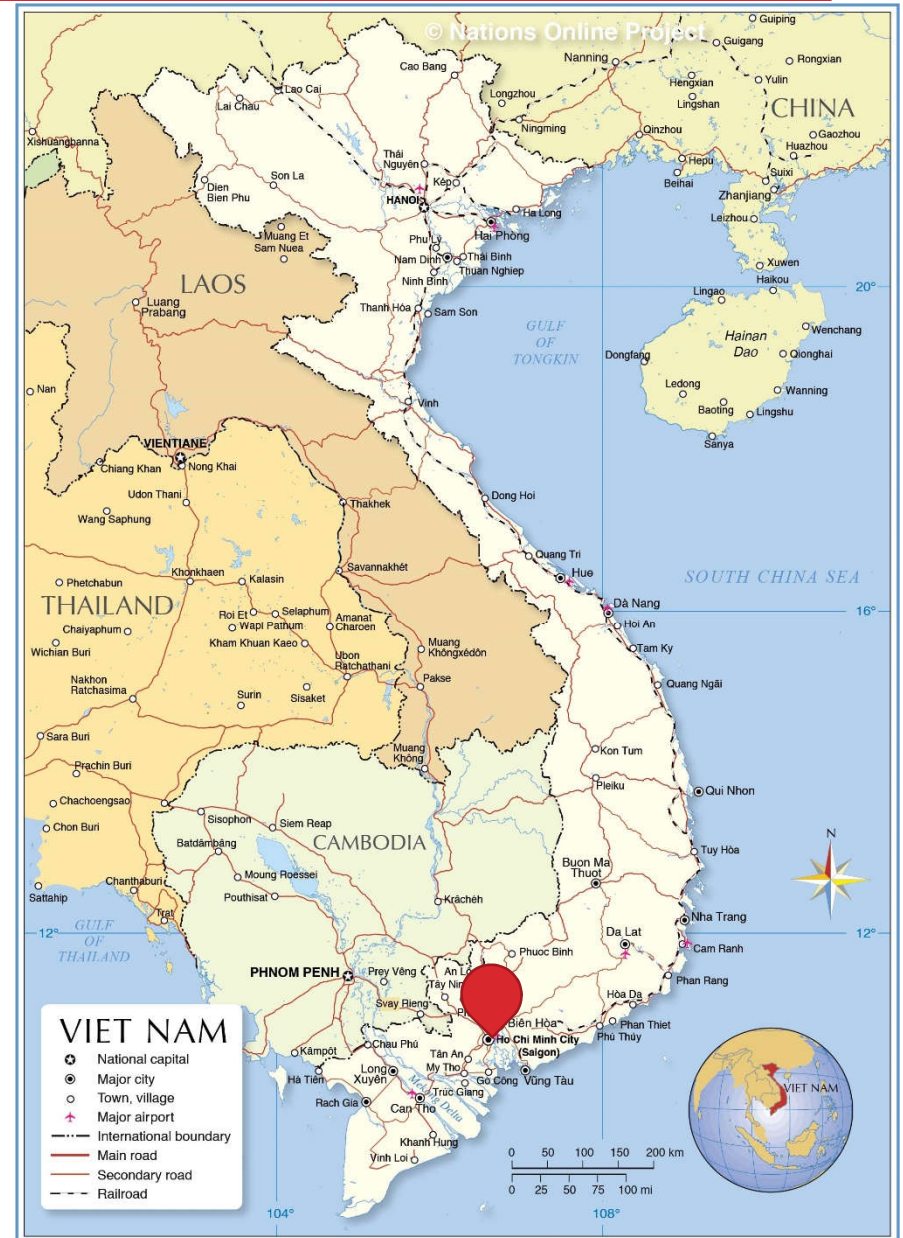 © Nations Online Project
Guiping
Guigang
Nanning
Rongxian
Cao Bang
Hengxian
Yulin
Lao Cai
Longzhou
Lingshan
CHINA
Lai Chau
Ningming
Qinzhou
Gaozhou
Xishuangbanna
Huazhou
Thái
Nguyên
Hepu
Suixi
Kép
Beihai
Son La
Dien
Bien Phu
Zhanjiang
HANOI
Ha Long
Leizhou
Muang Et
Hai Phòng
Sam Nuea
Phu Ly
Nam Dinh
Thái Bình
Thuan Nghiep
Xuwen
Ninh Bình
Haikou
20°
LAOS
Lingao
Luang
Prabang
Thanh Hóa
Sam Son
GULF
OF
TONGKIN
Hainan
Dao
Wenchang
Dongfang
Qionghai
Nan
Ledong
Wanning
Vinh
Baoting
Lingshu
VIENTIANE
Sanya
Chiang Khan
Nong Khai
Udon Thani
Dong Hoi
Thakhek
Wang Saphung
Quang Tri
Savannakhét
Khonkhaen
Hue
Phetchabun
Kalasin
SOUTH CHINA SEA
THAILAND
Dà Nang
16°
Roi Et
Selaphum
Amanat
Charoen
Wapi Pathum
Hoi An
Chaiyaphum
Kham Khuan Kaeo
Muang
Khôngxédôn
Tam Ky
Wichian Buri
Ubon
Ratchathani
Nakhon
Ratchasima
Pakse
Quang Ngãi
Surin
Sisaket
Sara Buri
Muang
Không
Kon Tum
Prachin Buri
Pleiku
Qui Nhon
Chachoengsao
Sisophon
Siem Reap
Chon Buri
CAMBODIA
N
Batdâmbâng
Tuy Hòa
Buon Ma
Thuot
Chanthaburi
Moung Roessei
Sattahip
Pouthisat
Krâchéh
Trat
Nha Trang
GULF
OF
THAILAND
12°
Da Lat
12°
Phuoc Binh
Cam Ranh
PHNOM PENH
Prey Vêng
An Lô
Phan Rang
Tây Nin
Svay Rieng
Hòa Da
Biên Hòa
Phan Thiet
Phú Thúy
Ho Chi Minh City
(Saigon)
Kâmpôt
Chau Phú
Tân An
My Tho
Gò Công
Vũng Tàu
Hà Tiên
Long
Xuyên
Trúc Giang
Rach Gia
Can Tho
Mekong Delta
Khanh Hung
Vinh Loi
VIET NAM
National capital
Major city
Town, village
Major airport
International boundary
Main road
Secondary road
Railroad
VIET NAM
0 50 100 150 200 km
0 25 50 75 100 mi
104°
108°